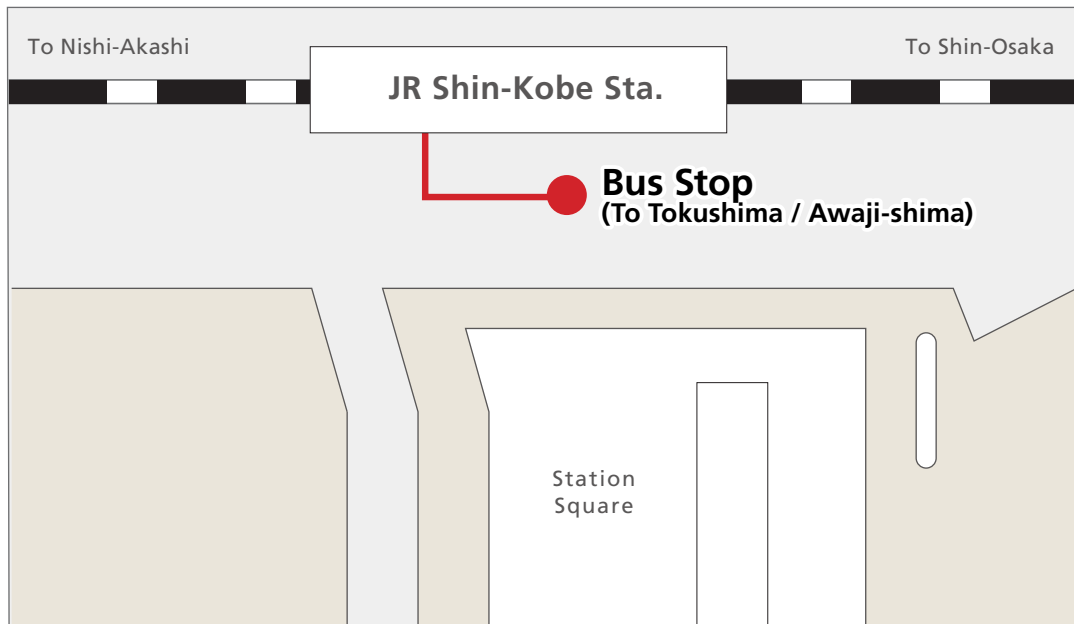 To Nishi-Akashi
To Shin-Osaka
JR Shin-Kobe Sta.
Bus Stop
(To Tokushima / Awaji-shima)
Station
Square